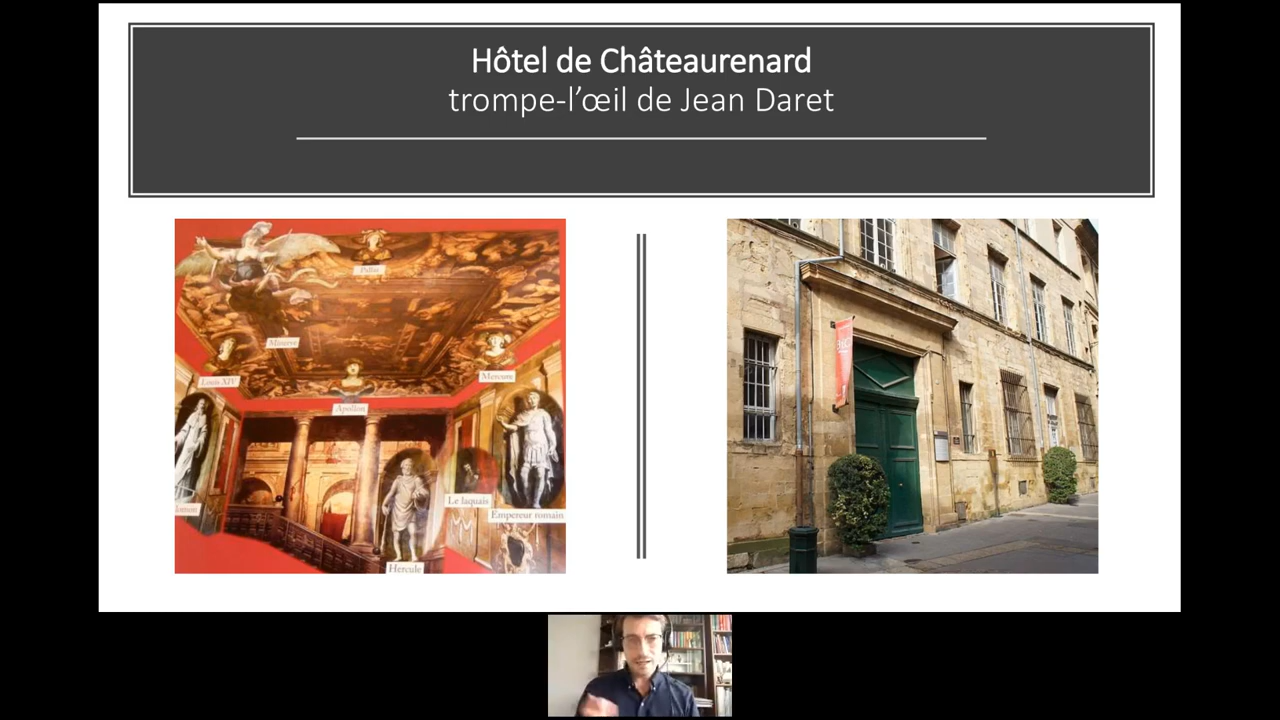 Hôtel de Châteaurenard
trompe-l’œil de Jean Daret
Pallas
Minerve
Louis XIV
Mercure
Apollon
Le laquais
Empereur romain
Hercule